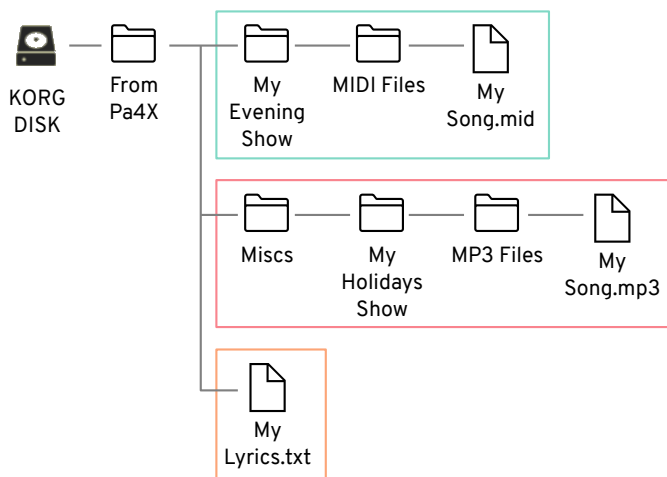 KORG
DISK
From
Pa4X
My
Evening
Show
MIDI Files
My
Song.mid
Miscs
My
Holidays
Show
MP3 Files
My
Song.mp3
My
Lyrics.txt